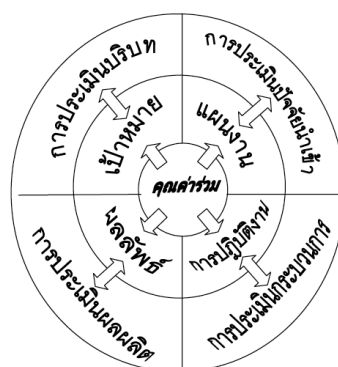 การประเมินบริบท
การประเมินปัจจัยนำเข้า
เป้าหมาย
แผนงาน
คุณค่าร่วม
ผลลัพธ์
การปฏิบัติงาน
การประเมินผลผลิต
การประเมินกระบวนการ